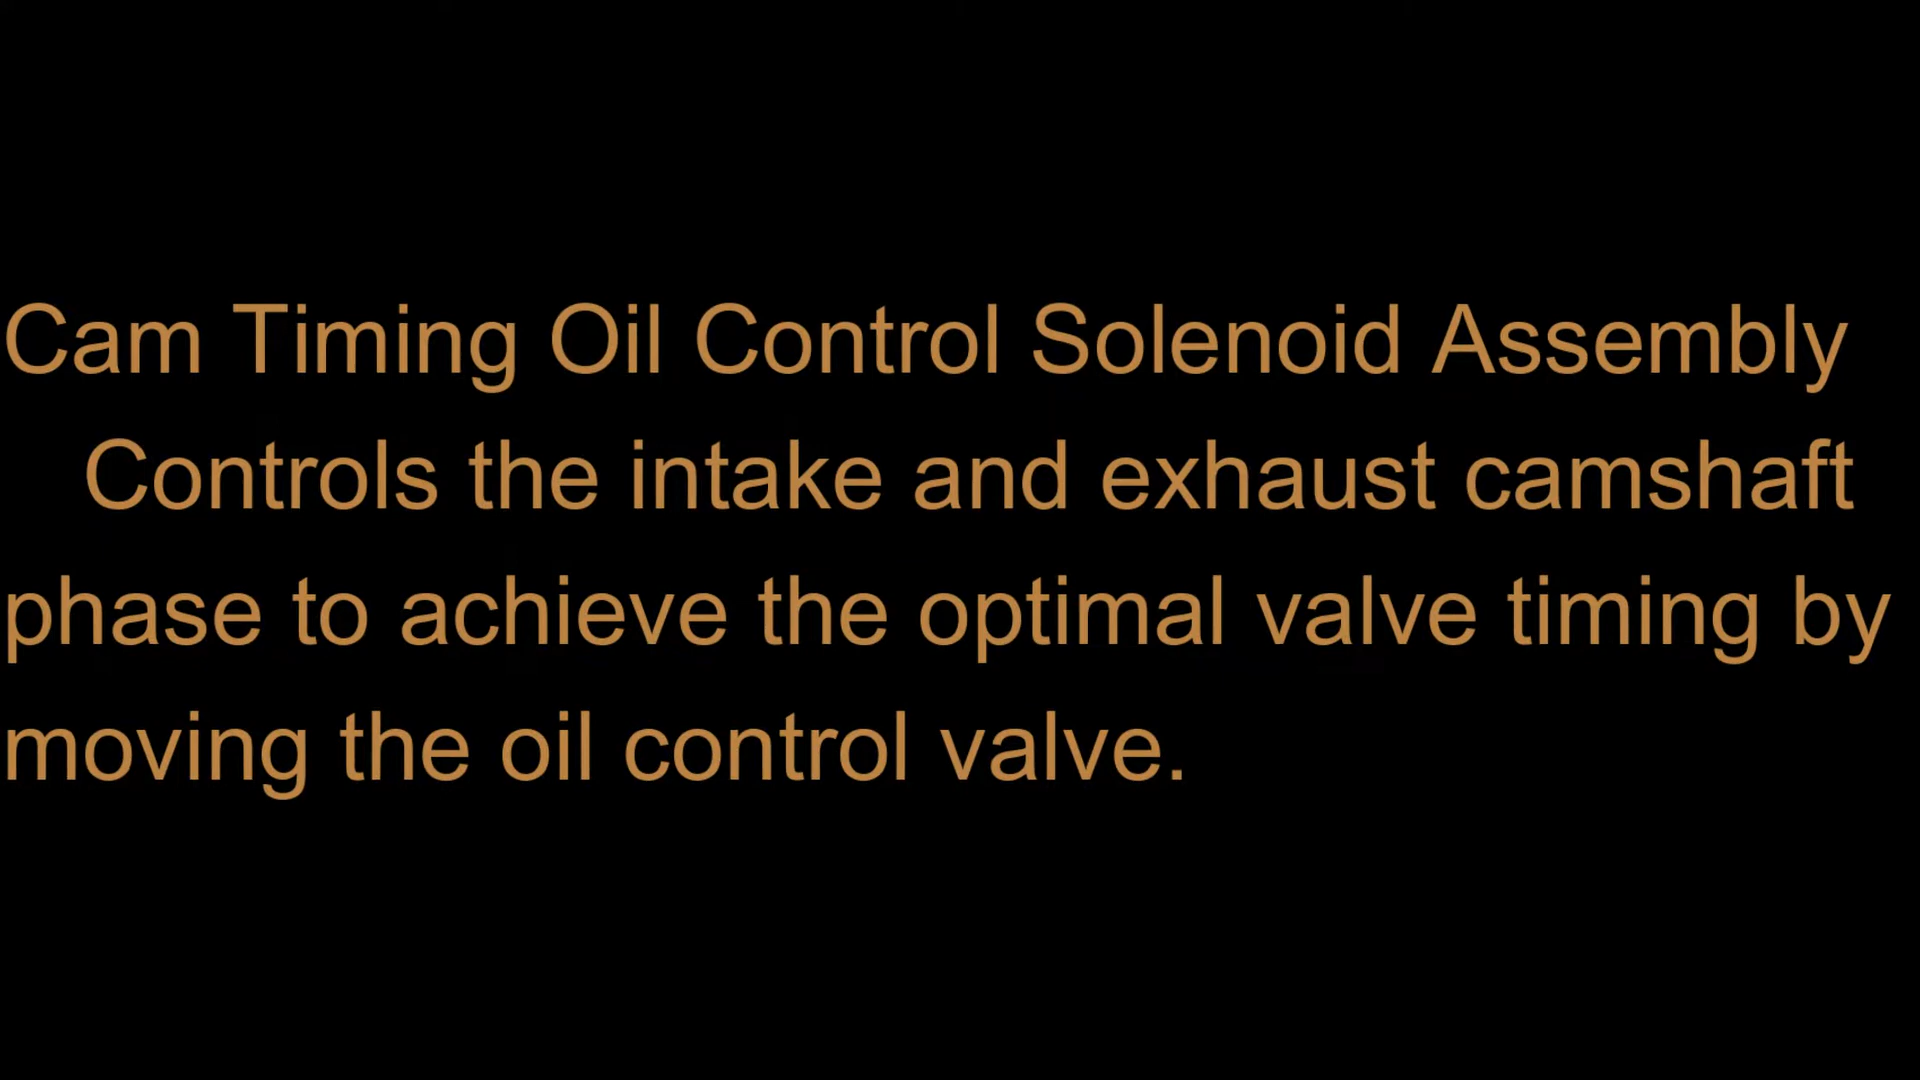 Cam Timing Oil Control Solenoid Assembly
Controls the intake and exhaust camshaft
phase to achieve the optimal valve timing by
moving the oil control valve.